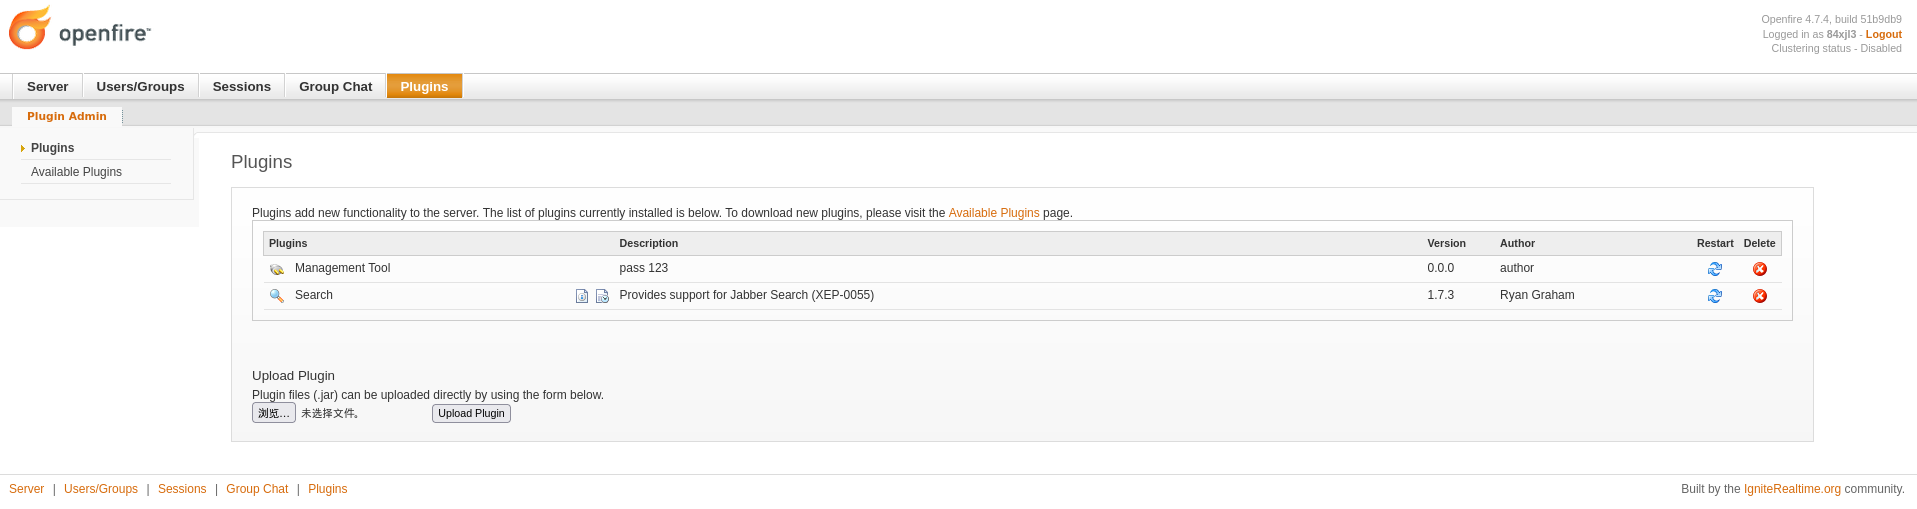 openfire™
Openfire 4.7.4, build 51b9db9
Logged in as 84xjl3 - Logout
Clustering status - Disabled
Server Users/Groups Sessions Group Chat Plugins
Plugin Admin
Plugins
Available Plugins
Plugins
Plugins add new functionality to the server. The list of plugins currently installed is below. To download new plugins, please visit the Available Plugins page.
Plugins Description Version Author Restart Delete
Management Tool pass 123 0.0.0 author
Search Provides support for Jabber Search (XEP-0055) 1.7.3 Ryan Graham
Upload Plugin
Plugin files (.jar) can be uploaded directly by using the form below.
浏览… 未选择文件。 Upload Plugin
Server | Users/Groups | Sessions | Group Chat | Plugins
Built by the IgniteRealtime.org community.